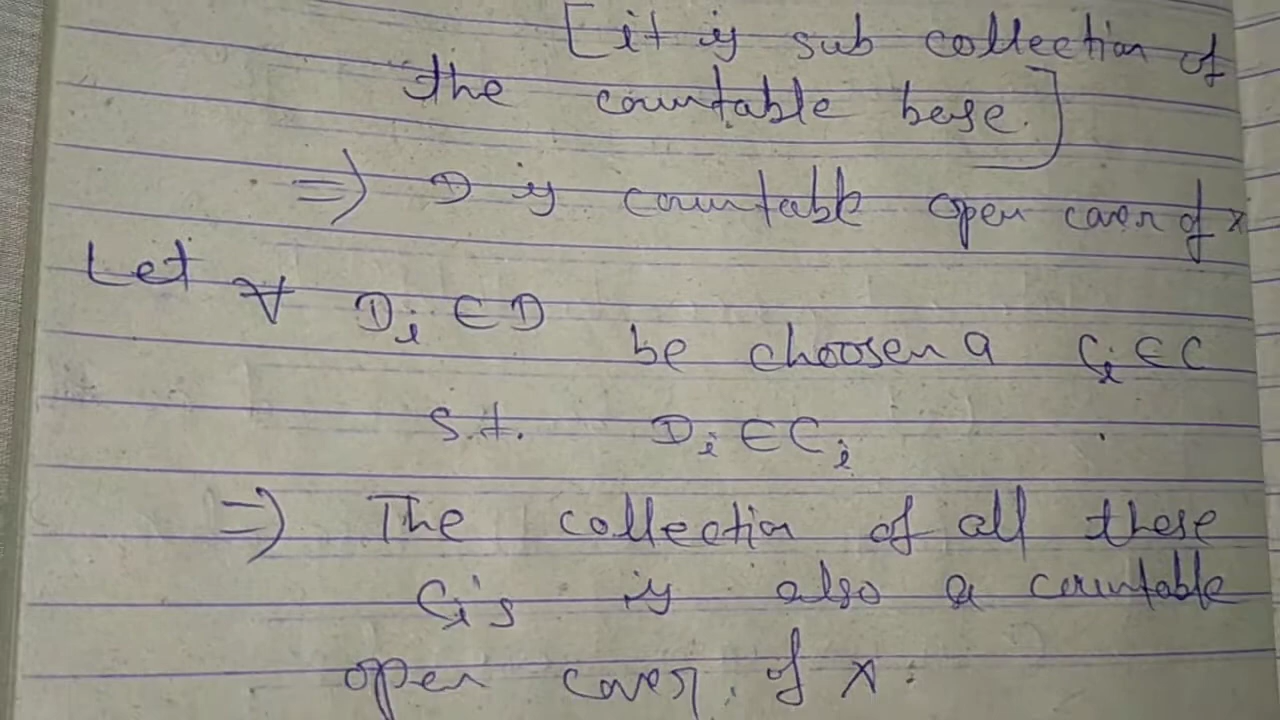 [it is sub collection of
the countable base.]
⇒ D is countable open cover of X
Let ∀ Di ∈ D be choosen a Ci ∈ C
s.t. Di ∈ Ci
⇒ The collection of all these
Ci's is also a countable
open cover. of X.